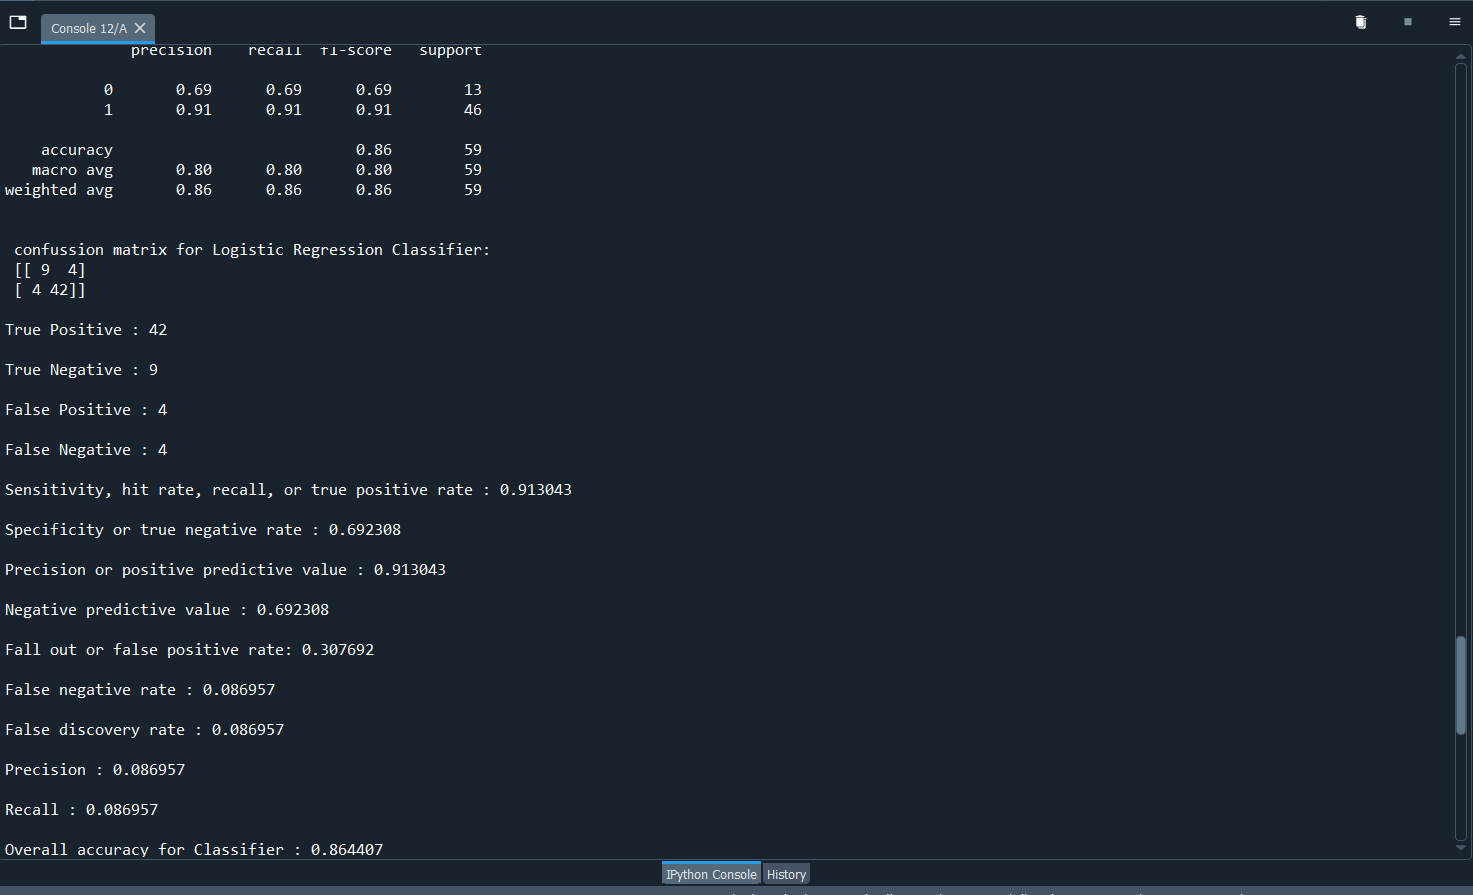 Console 12/A
precision recall f1-score support
0 0.69 0.69 0.69 13
1 0.91 0.91 0.91 46
accuracy 0.86 59
macro avg 0.80 0.80 0.80 59
weighted avg 0.86 0.86 0.86 59
confussion matrix for Logistic Regression Classifier:
[[ 9 4]
[ 4 42]]
True Positive : 42
True Negative : 9
False Positive : 4
False Negative : 4
Sensitivity, hit rate, recall, or true positive rate : 0.913043
Specificity or true negative rate : 0.692308
Precision or positive predictive value : 0.913043
Negative predictive value : 0.692308
Fall out or false positive rate: 0.307692
False negative rate : 0.086957
False discovery rate : 0.086957
Precision : 0.086957
Recall : 0.086957
Overall accuracy for Classifier : 0.864407
IPython Console History